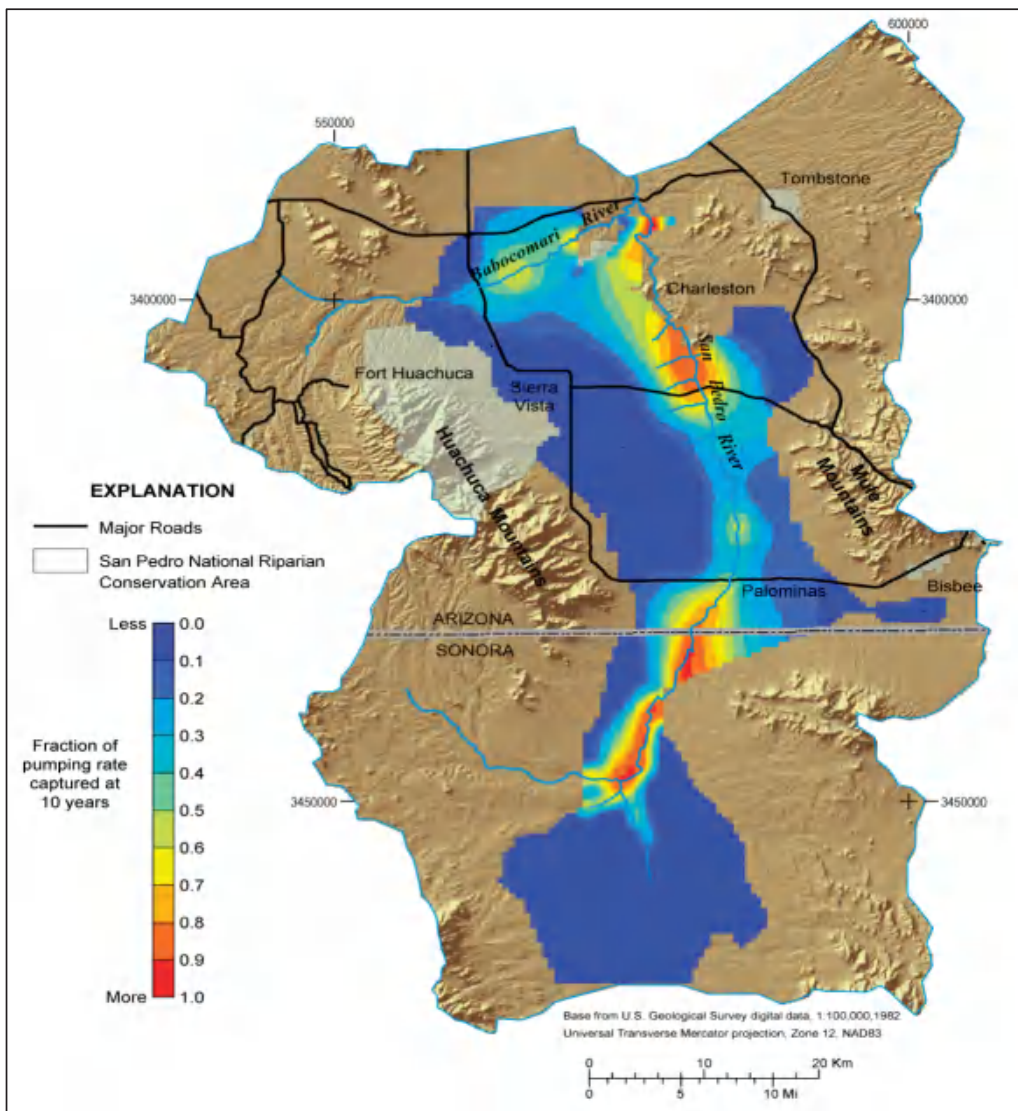 600000
550000
Tombstone
Babocomari River
Charleston
3400000
3400000
San Pedro River
Fort Huachuca
Sierra
Vista
Huachuca Mountains
Mule
Mountains
EXPLANATION
Major Roads
San Pedro National Riparian
Conservation Area
Palominas
Bisbee
ARIZONA
SONORA
Less
0.0
0.1
0.2
0.3
0.4
0.5
0.6
0.7
0.8
0.9
1.0
More
Fraction of
pumping rate
captured at
10 years
3450000
3450000
Base from U.S. Geological Survey digital data, 1:100,000,1982
Universal Transverse Mercator projection, Zone 12, NAD83
0 10 20 Km
0 5 10 Mi